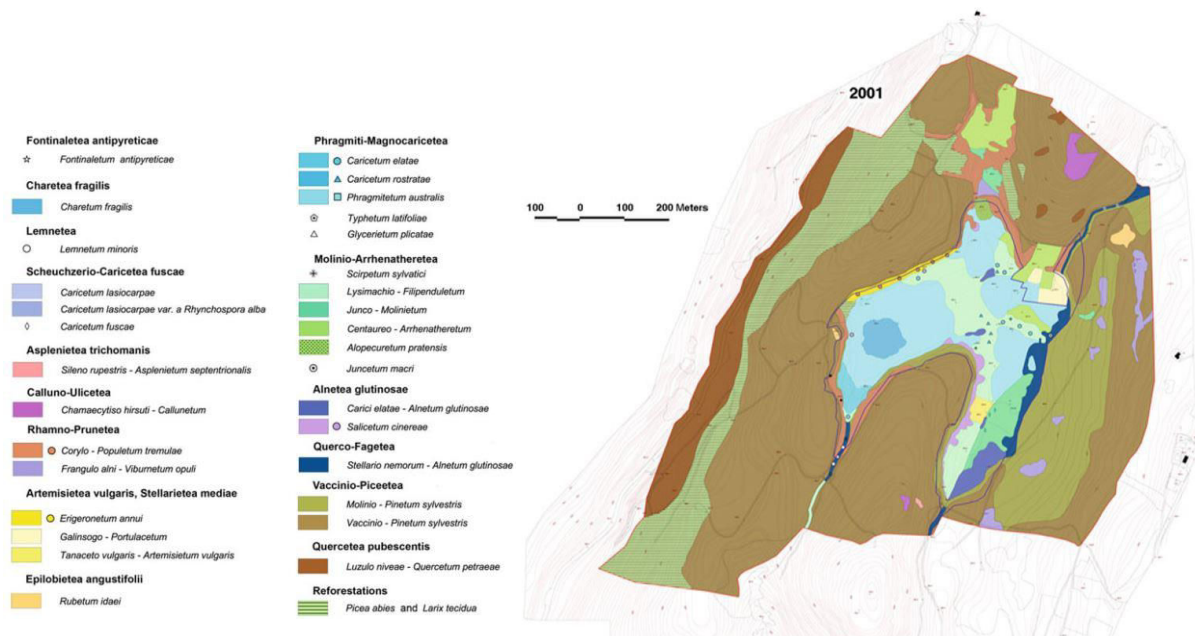 2001
100 0 100 200 Meters
Fontinaletea antipyreticae
Fontinaletum antipyreticae
Charetea fragilis
Charetum fragilis
Lemnetea
Lemnetum minoris
Scheuchzerio-Caricetea fuscae
Caricetum lasiocarpae
Caricetum lasiocarpae var. a Rhynchospora alba
Caricetum fuscae
Asplenietea trichomanis
Sileno rupestris - Asplenietum septentrionalis
Calluno-Ulicetea
Chamaecytiso hirsuti - Callunetum
Rhamno-Prunetea
Corylo - Populetum tremulae
Frangulo alni - Viburnetum opuli
Artemisietea vulgaris, Stellarietea mediae
Erigeronetum annui
Galinsogo - Portulacetum
Tanaceto vulgaris - Artemisietum vulgaris
Epilobietea angustifolii
Rubetum idaei
Phragmiti-Magnocaricetea
Caricetum elatae
Caricetum rostratae
Phragmitetum australis
Typhetum latifoliae
Glycerietum plicatae
Molinio-Arrhenatheretea
Scirpetum sylvatici
Lysimachio - Filipenduletum
Junco - Molinietum
Centaureo - Arrhenatheretum
Alopecuretum pratensis
Juncetum macri
Alnetea glutinosae
Carici elatae - Alnetum glutinosae
Salicetum cinereae
Querco-Fagetea
Stellario nemorum - Alnetum glutinosae
Vaccinio-Piceetea
Molinio - Pinetum sylvestris
Vaccinio - Pinetum sylvestris
Quercetea pubescentis
Luzulo niveae - Quercetum petraeae
Reforestations
Picea abies and Larix tecidua